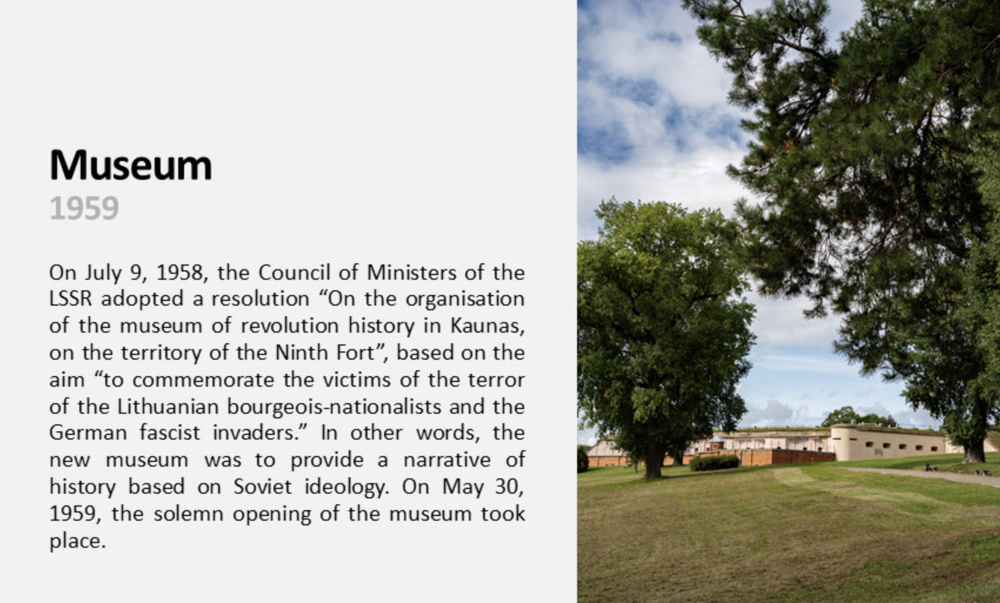 Museum
1959
On July 9, 1958, the Council of Ministers of the
LSSR adopted a resolution “On the organisation
of the museum of revolution history in Kaunas,
on the territory of the Ninth Fort”, based on the
aim “to commemorate the victims of the terror
of the Lithuanian bourgeois-nationalists and the
German fascist invaders.” In other words, the
new museum was to provide a narrative of
history based on Soviet ideology. On May 30,
1959, the solemn opening of the museum took
place.